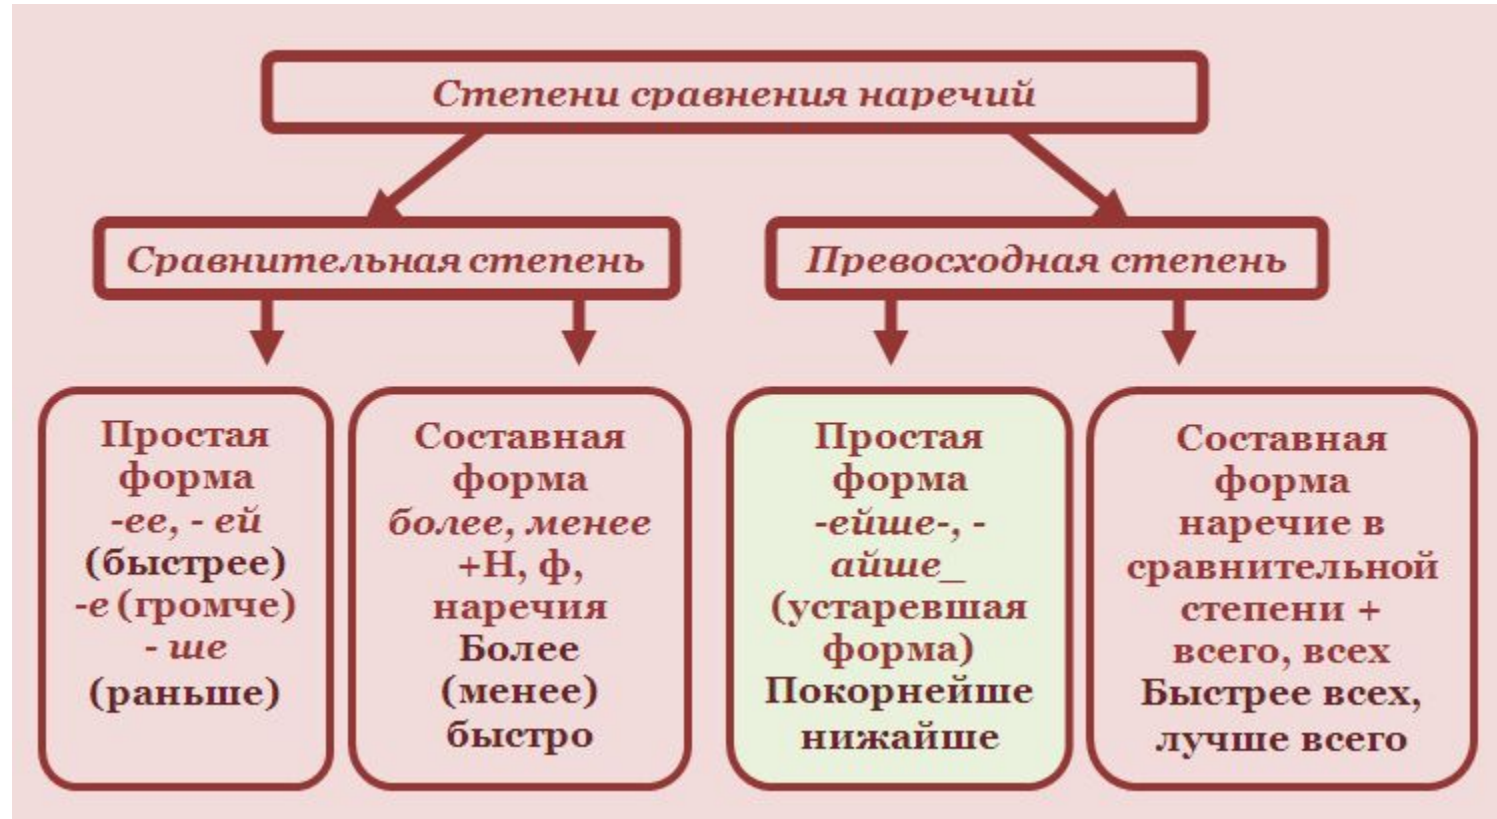 Степени сравнения наречий
Сравнительная степень
Превосходная степень
Простая
форма
-ее, - ей
(быстрее)
-е (громче)
- ше
(раньше)
Составная
форма
более, менее
+Н, ф,
наречия
Более
(менее)
быстро
Простая
форма
-ейше-, -
айше_
(устаревшая
форма)
Покорнейше
нижайше
Составная
форма
наречие в
сравнительной
степени +
всего, всех
Быстрее всех,
лучше всего